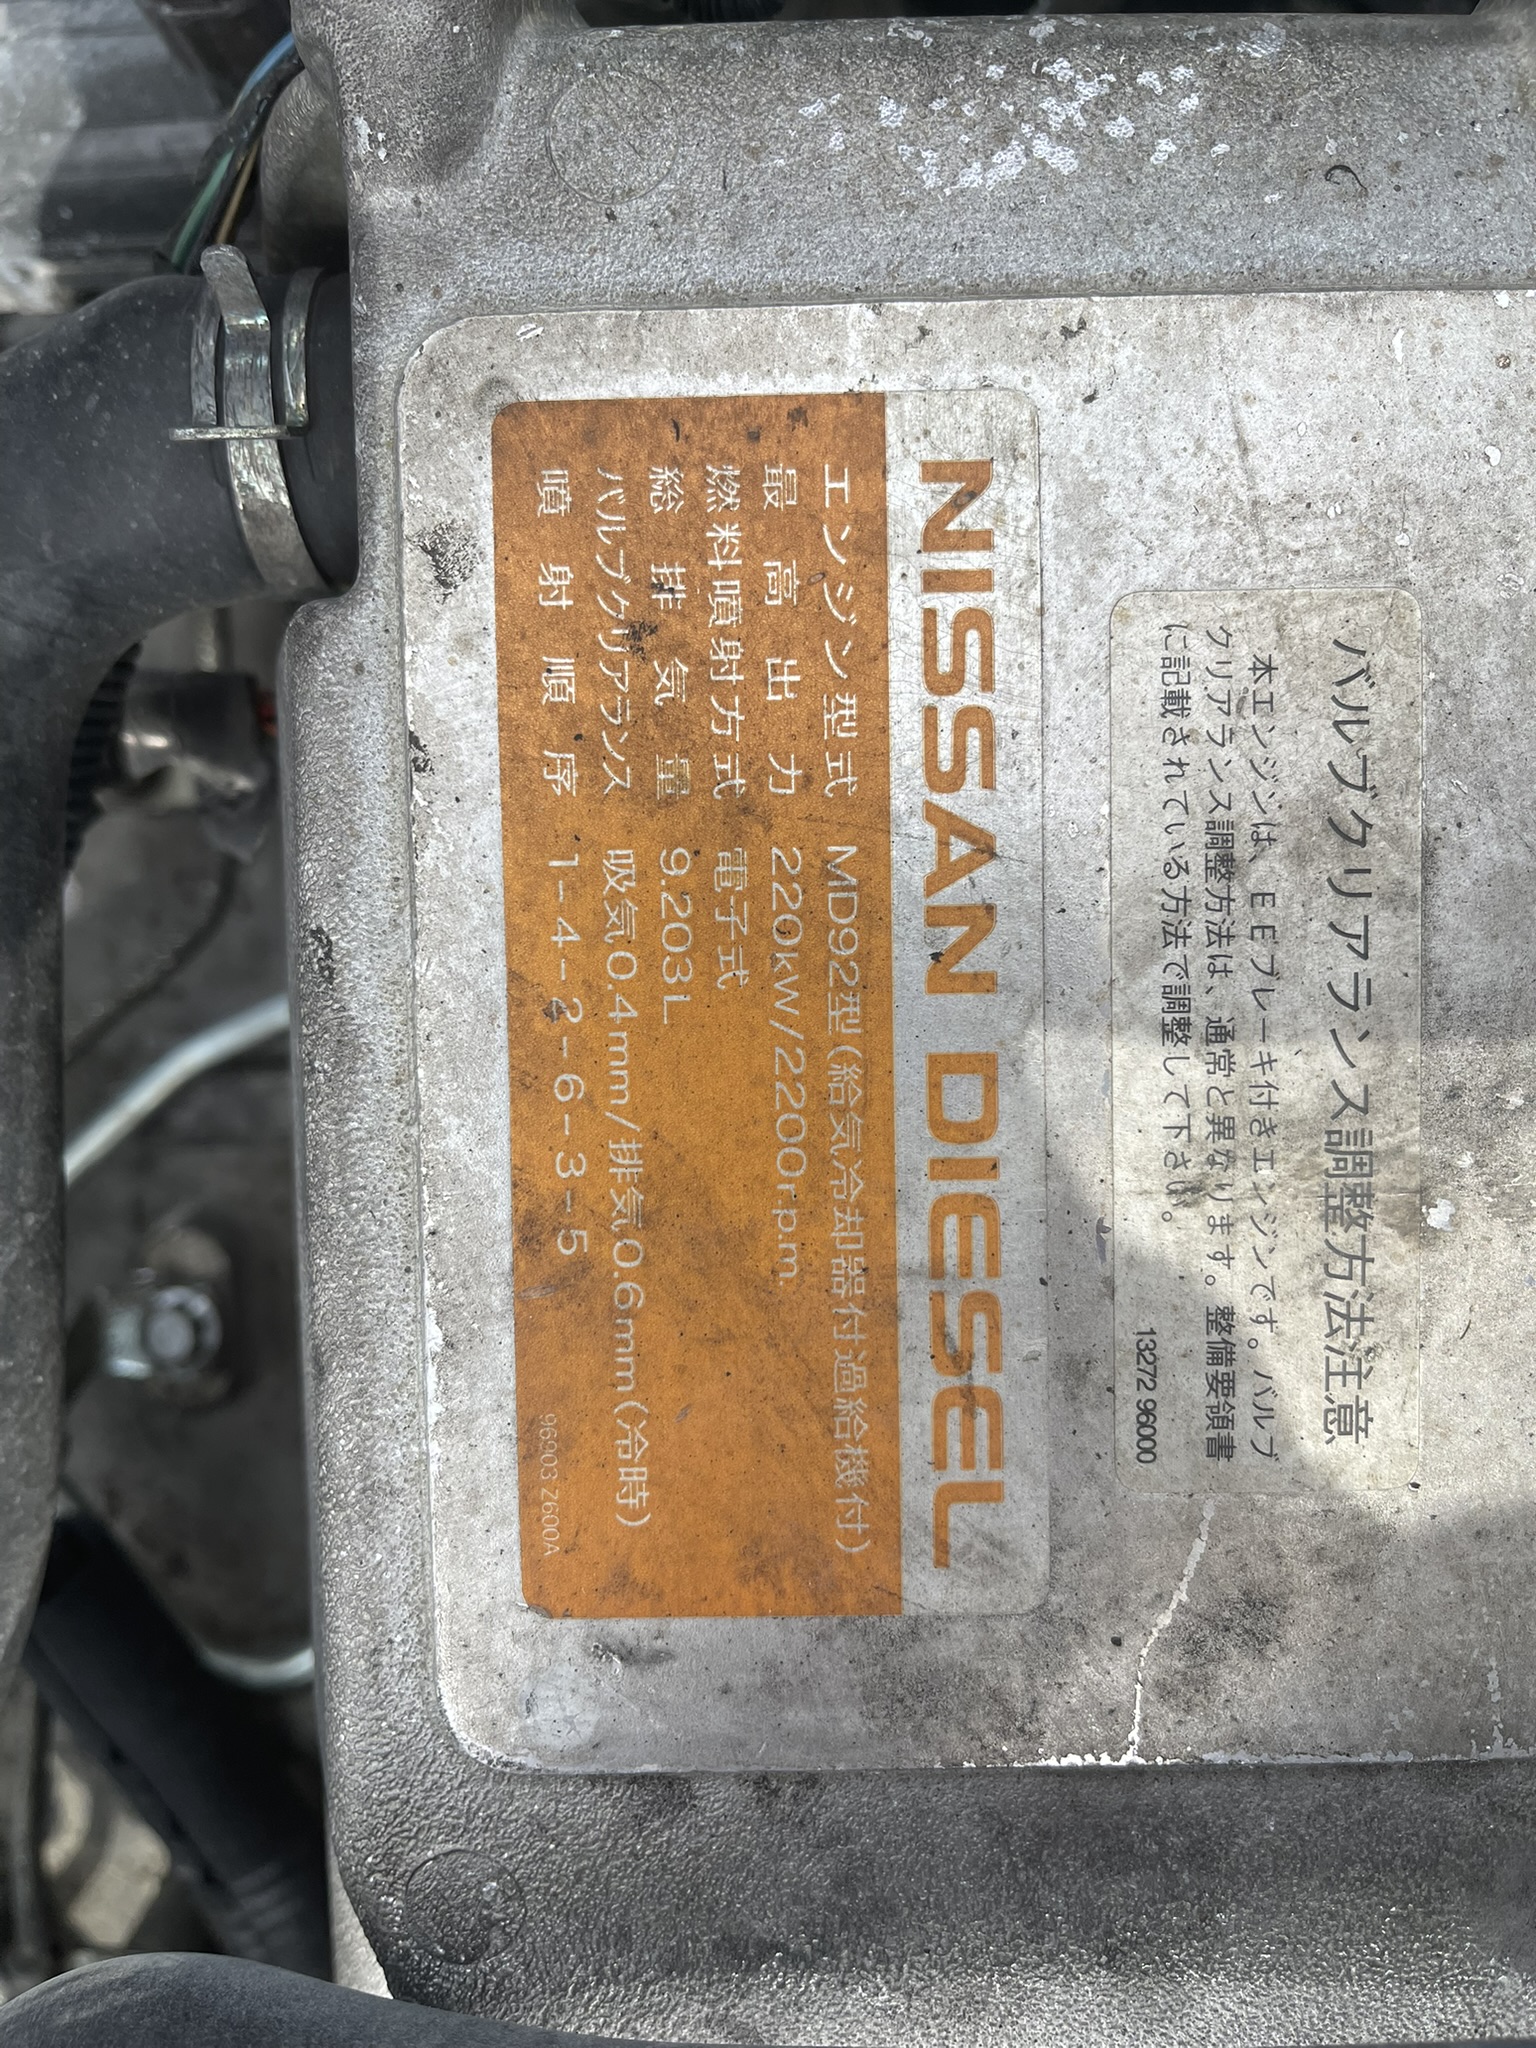 バルブクリアランス調整方法注意
本エンジンは、EEブレーキ付きエンジンです。バルブ
クリアランス調整方法は、通常と異なります。整備要領書
に記載されている方法で調整して下さい。
13272 96000
NISSAN DIESEL
エンジン型式 MD92型(給気冷却器付過給機付)
最高出力 220kW/2200r.p.m.
燃料噴射方式 電子式
総排気量 9.203L
バルブクリアランス 吸気0.4mm/排気0.6mm(冷時)
噴射順序 1-4-2-6-3-5
96903 Z600A